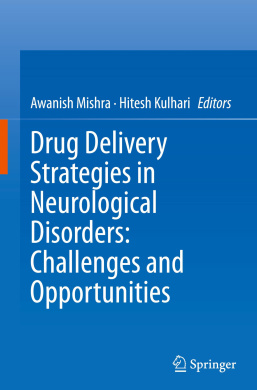 Awanish Mishra · Hitesh Kulhari Editors
Drug Delivery
Strategies in
Neurological
Disorders:
Challenges and
Opportunities
Springer